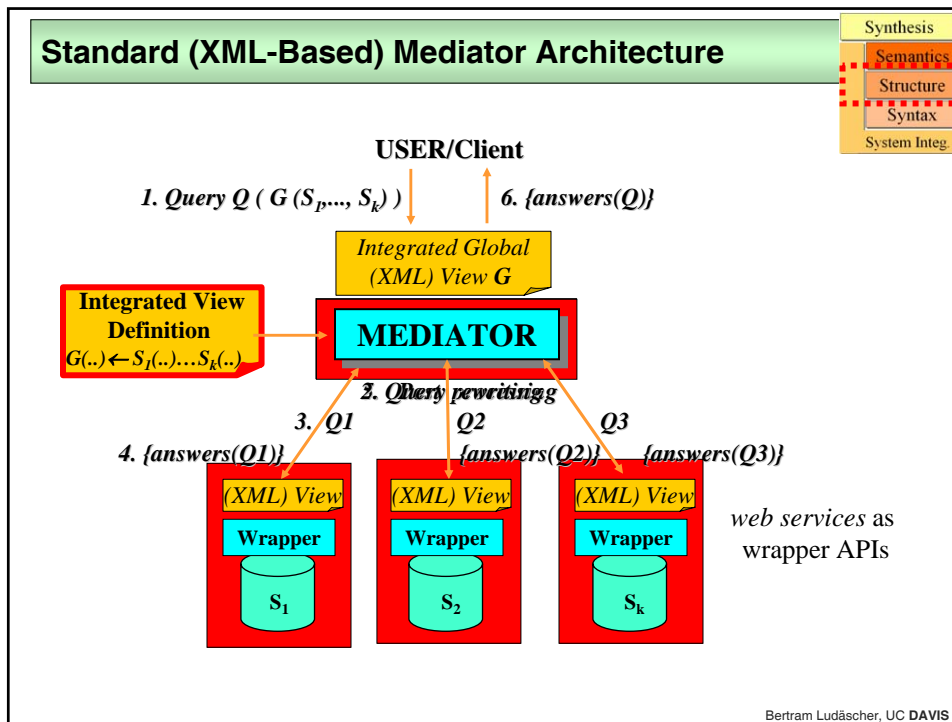 Standard (XML-Based) Mediator Architecture
Synthesis
Semantics
Structure
Syntax
System Integ.
USER/Client
1. Query Q ( G (S1,..., Sk) )
6. {answers(Q)}
Integrated Global
(XML) View G
Integrated View
Definition
G(..)← S1(..)…Sk(..)
MEDIATOR
2. Query rewriting
3. Q1
Q2
Q3
4. {answers(Q1)}
{answers(Q2)}
{answers(Q3)}
(XML) View
(XML) View
(XML) View
Wrapper
Wrapper
Wrapper
S1
S2
Sk
web services as
wrapper APIs
Bertram Ludäscher, UC DAVIS